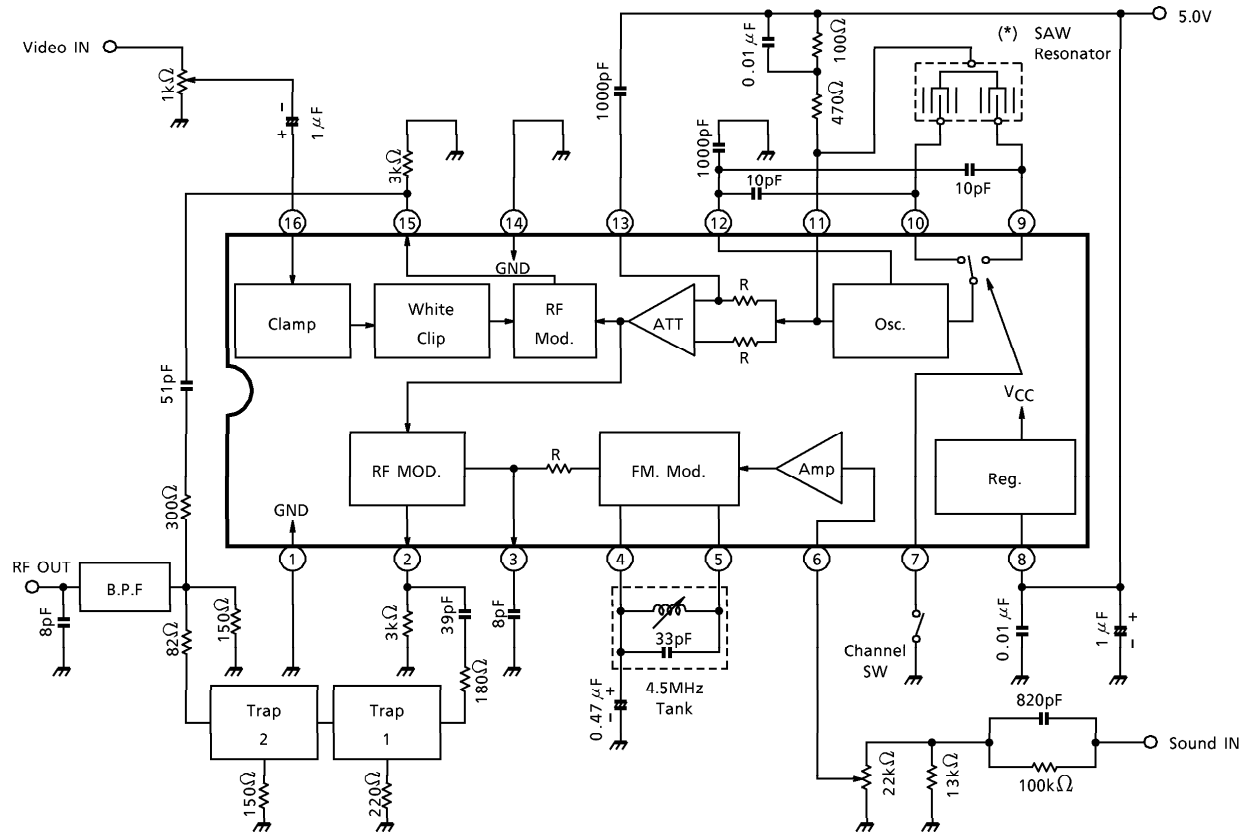 5.0V
(*) SAW
Resonator
Video IN
1kΩ
- 
+
1μF
3kΩ
1000pF
0.01μF
100Ω
470Ω
1000pF
10pF
10pF
16
15
14
13
12
11
10
9
GND
Clamp
White
Clip
RF
Mod.
ATT
R
R
Osc.
51pF
VCC
RF MOD.
R
FM. Mod.
Amp
Reg.
300Ω
GND
1
2
3
4
5
6
7
8
RF OUT
B.P.F
8pF
82Ω
150Ω
3kΩ
39pF
8pF
33pF
4.5MHz
Tank
0.47μF
+
-
Channel
SW
0.01μF
1μF
+
-
180Ω
Trap
2
Trap
1
150Ω
220Ω
820pF
Sound IN
22kΩ
13kΩ
100kΩ